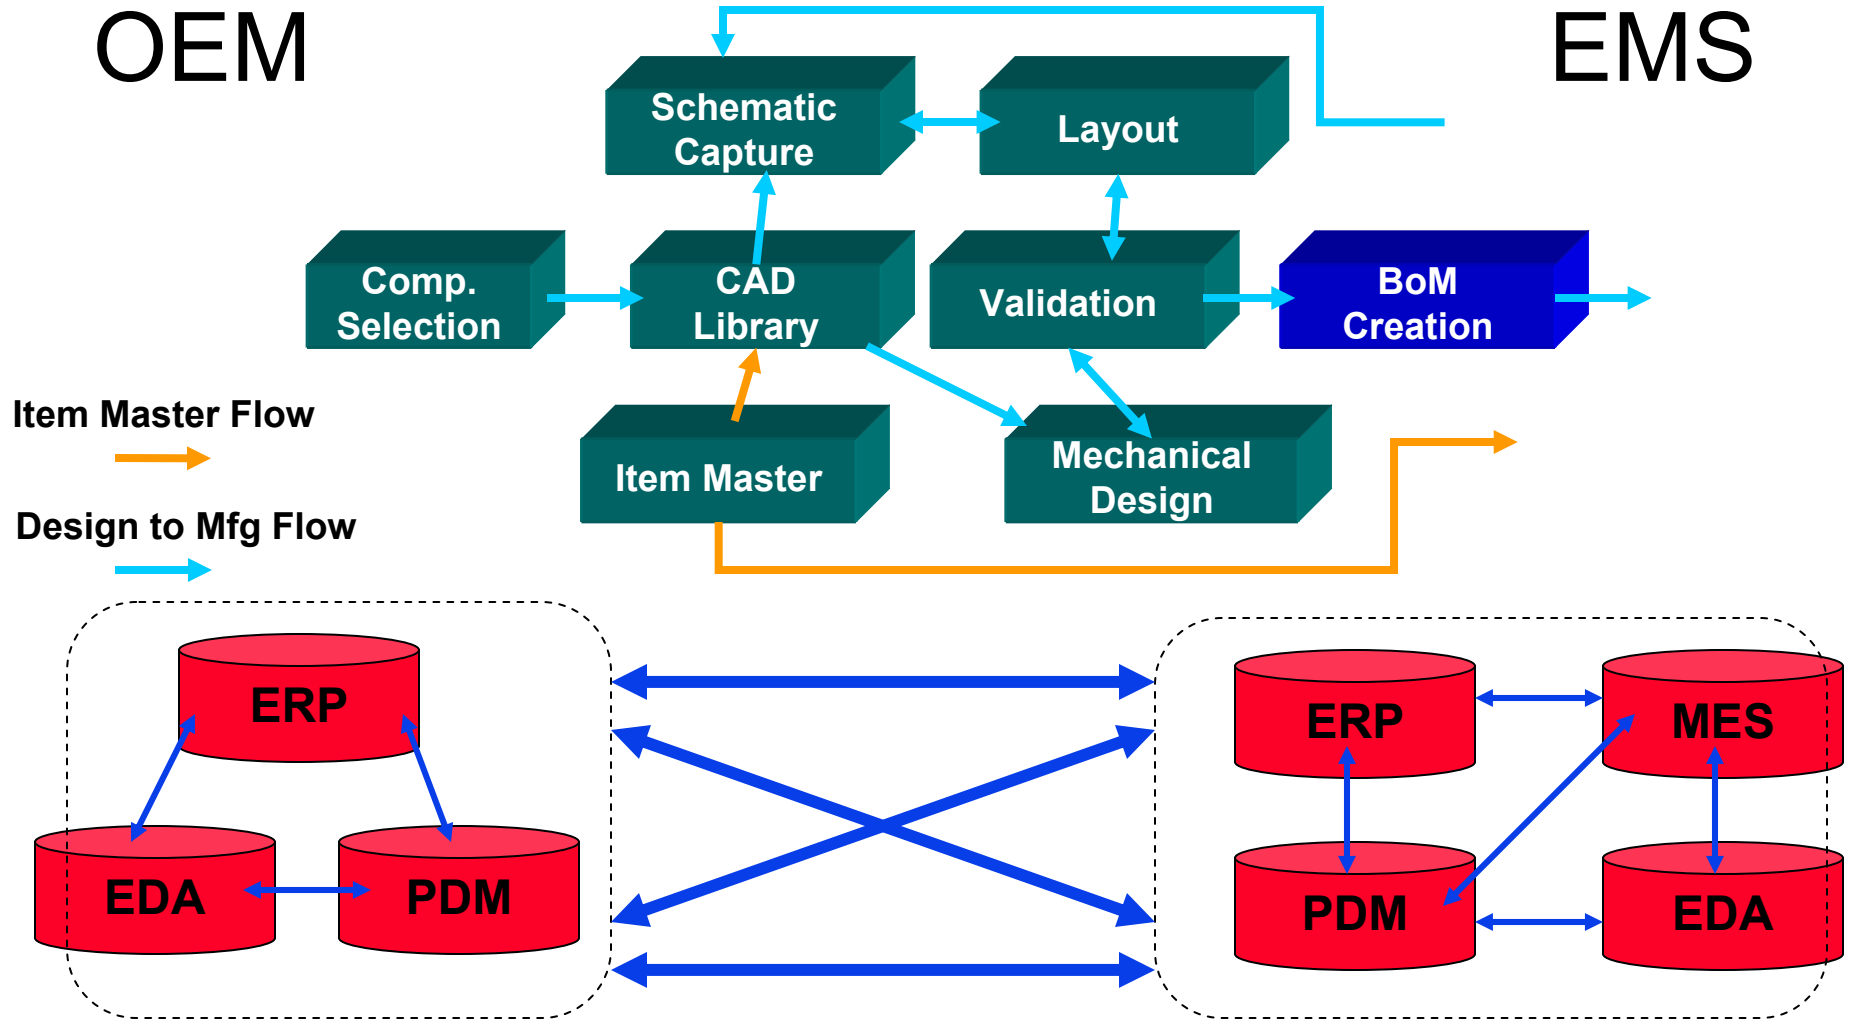 OEM
EMS
Schematic
Capture
Layout
Comp.
Selection
CAD
Library
Validation
BoM
Creation
Item Master Flow
Item Master
Mechanical
Design
Design to Mfg Flow
ERP
ERP
MES
EDA
PDM
PDM
EDA